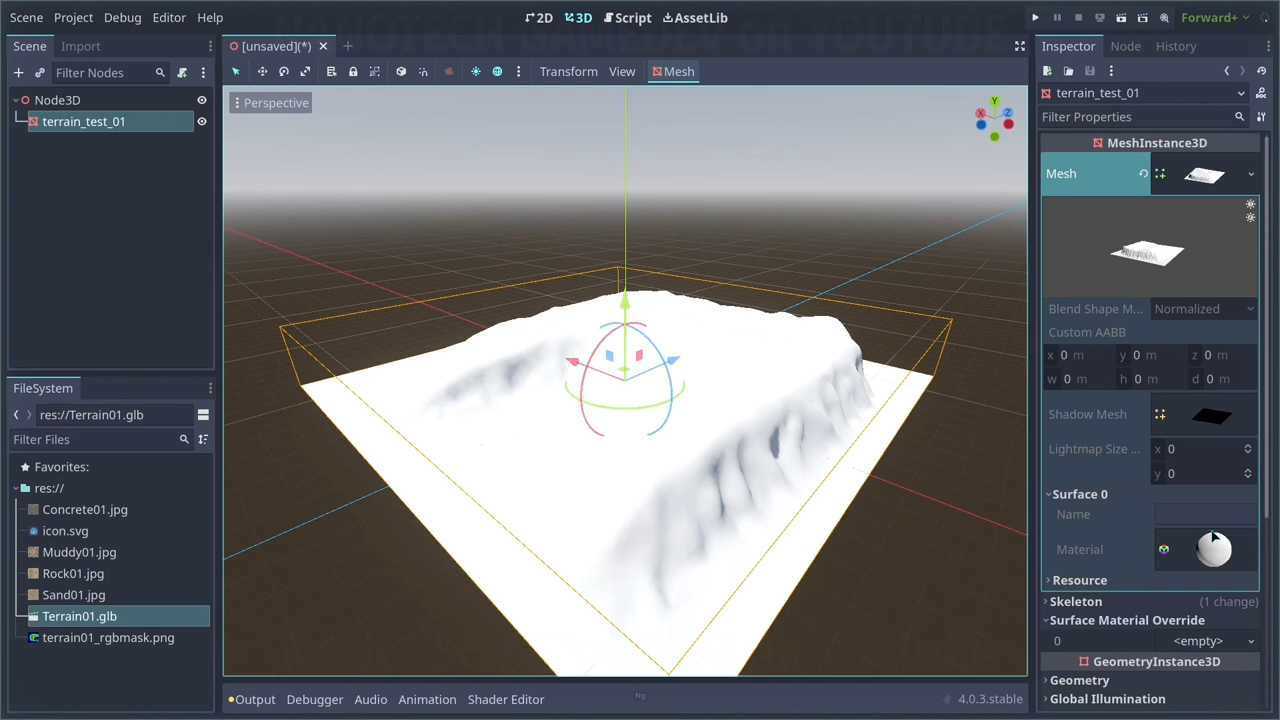 Scene Project Debug Editor Help
2D 3D Script AssetLib
Forward+
Scene Import
[unsaved](*)
Inspector Node History
Filter Nodes
Transform View Mesh
Node3D
terrain_test_01
Perspective
Y
X
Z
terrain_test_01
Filter Properties
MeshInstance3D
Mesh
Blend Shape M... Normalized
Custom AABB
x 0 m y 0 m z 0 m
w 0 m h 0 m d 0 m
Shadow Mesh
Lightmap Size ... x 0
y 0
Surface 0
Name
Material
Resource
Skeleton (1 change)
Surface Material Override
0 <empty>
GeometryInstance3D
Geometry
Global Illumination
FileSystem
res://Terrain01.glb
Filter Files
Favorites:
res://
Concrete01.jpg
icon.svg
Muddy01.jpg
Rock01.jpg
Sand01.jpg
Terrain01.glb
terrain01_rgbmask.png
Output Debugger Audio Animation Shader Editor
4.0.3.stable